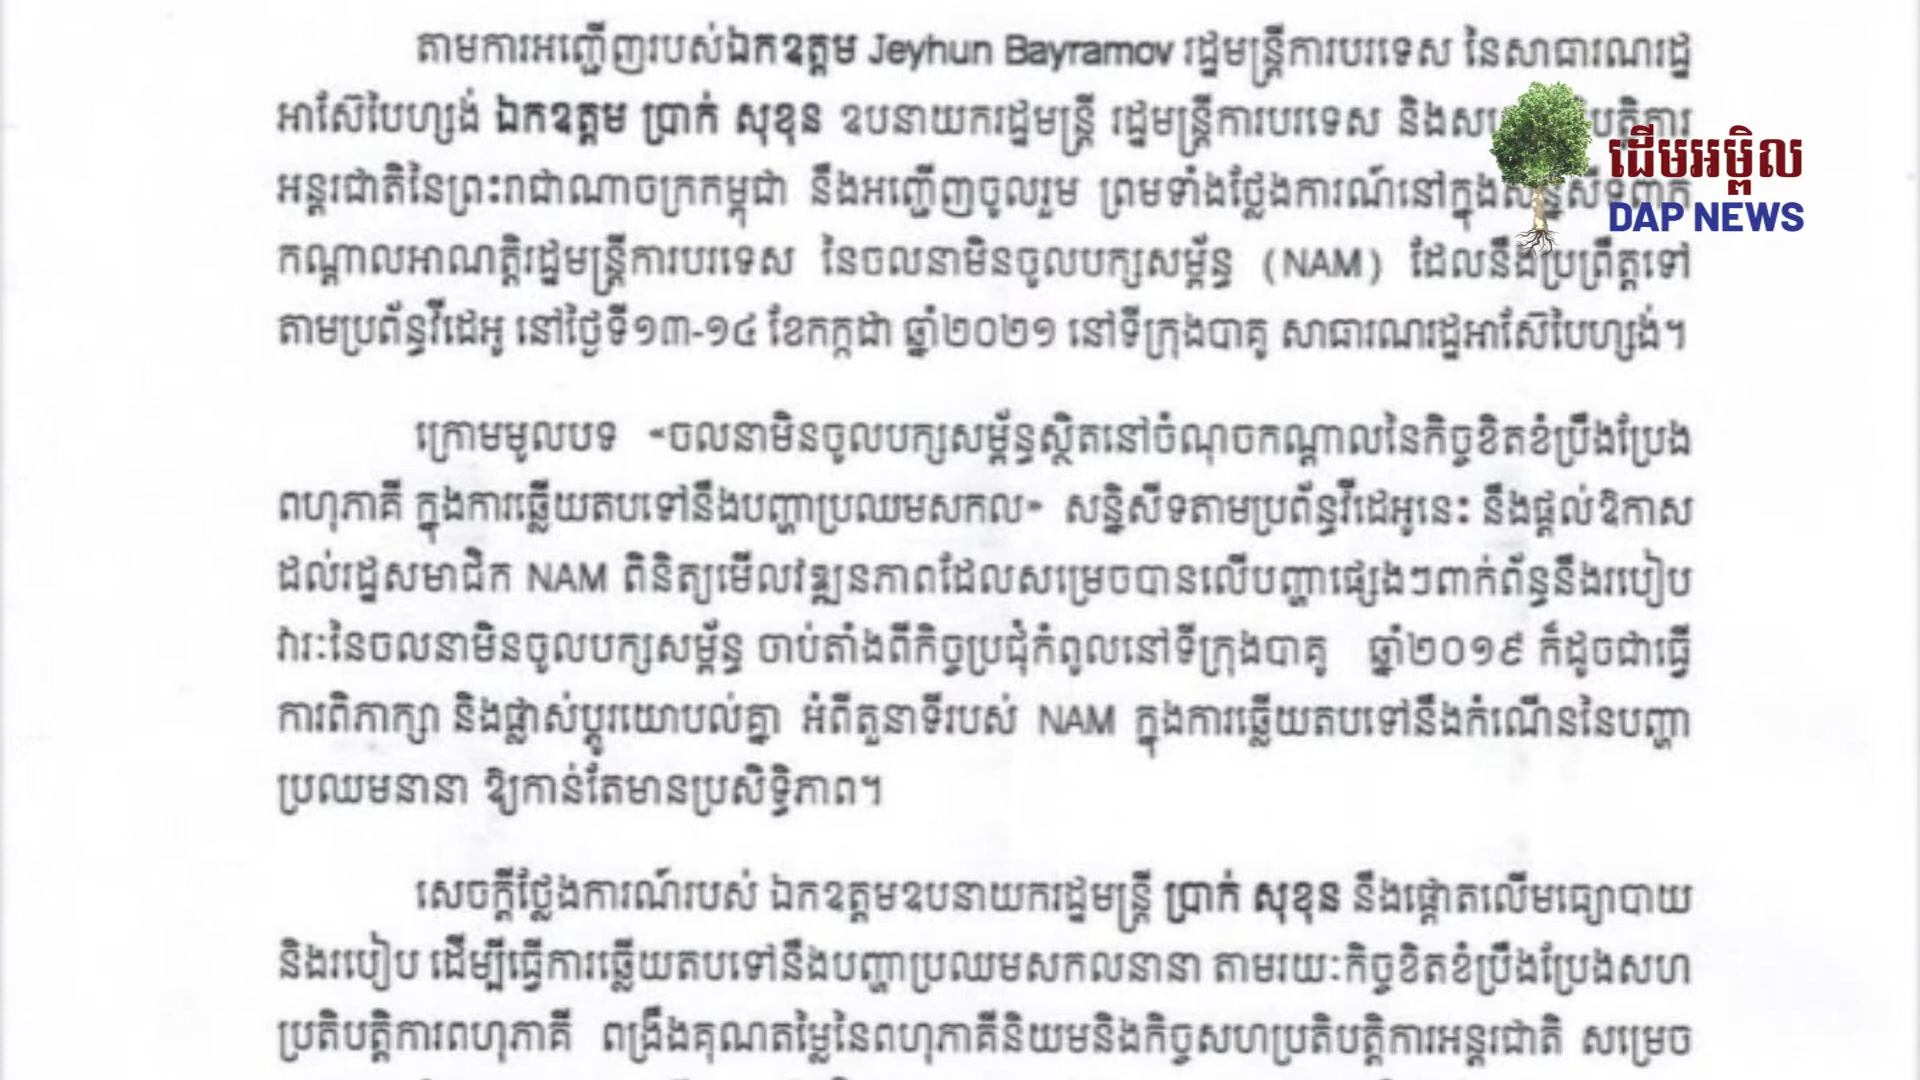 តាមការអញ្ជើញរបស់ឯកឧត្តម Jeyhun Bayramov រដ្ឋមន្ត្រីការបរទេស នៃសាធារណរដ្ឋ
អាស៊ែបៃហ្សង់ ឯកឧត្តម ប្រាក់ សុខុន ឧបនាយករដ្ឋមន្ត្រី រដ្ឋមន្ត្រីការបរទេស និងសហប្រតិបត្តិការ
អន្តរជាតិនៃព្រះរាជាណាចក្រកម្ពុជា នឹងអញ្ជើញចូលរួម ព្រមទាំងថ្លែងការណ៍នៅក្នុងសន្និសីទពាក់
កណ្តាលអាណត្តិរដ្ឋមន្ត្រីការបរទេស នៃចលនាមិនចូលបក្សសម្ព័ន្ធ (NAM) ដែលនឹងប្រព្រឹត្តទៅ
តាមប្រព័ន្ធវីដេអូ នៅថ្ងៃទី១៣-១៤ ខែកក្កដា ឆ្នាំ២០២១ នៅទីក្រុងបាគូ សាធារណរដ្ឋអាស៊ែបៃហ្សង់។
ក្រោមមូលបទ «ចលនាមិនចូលបក្សសម្ព័ន្ធស្ថិតនៅចំណុចកណ្តាលនៃកិច្ចខិតខំប្រឹងប្រែង
ពហុភាគី ក្នុងការឆ្លើយតបទៅនឹងបញ្ហាប្រឈមសកល» សន្និសីទតាមប្រព័ន្ធវីដេអូនេះ នឹងផ្តល់ឱកាស
ដល់រដ្ឋសមាជិក NAM ពិនិត្យមើលវឌ្ឍនភាពដែលសម្រេចបានលើបញ្ហាផ្សេងៗពាក់ព័ន្ធនឹងរបៀប
វារៈនៃចលនាមិនចូលបក្សសម្ព័ន្ធ ចាប់តាំងពីកិច្ចប្រជុំកំពូលនៅទីក្រុងបាគូ ឆ្នាំ២០១៩ ក៏ដូចជាធ្វើ
ការពិភាក្សា និងផ្លាស់ប្តូរយោបល់គ្នា អំពីតួនាទីរបស់ NAM ក្នុងការឆ្លើយតបទៅនឹងកំណើននៃបញ្ហា
ប្រឈមនានា ឱ្យកាន់តែមានប្រសិទ្ធិភាព។
សេចក្តីថ្លែងការណ៍របស់ ឯកឧត្តមឧបនាយករដ្ឋមន្ត្រី ប្រាក់ សុខុន នឹងផ្តោតលើមធ្យោបាយ
និងរបៀប ដើម្បីធ្វើការឆ្លើយតបទៅនឹងបញ្ហាប្រឈមសកលនានា តាមរយៈកិច្ចខិតខំប្រឹងប្រែងសហ
ប្រតិបត្តិការពហុភាគី ពង្រឹងគុណតម្លៃនៃពហុភាគីនិយមនិងកិច្ចសហប្រតិបត្តិការអន្តរជាតិ សម្រេច
ដើមអម្ពិល
DAP NEWS